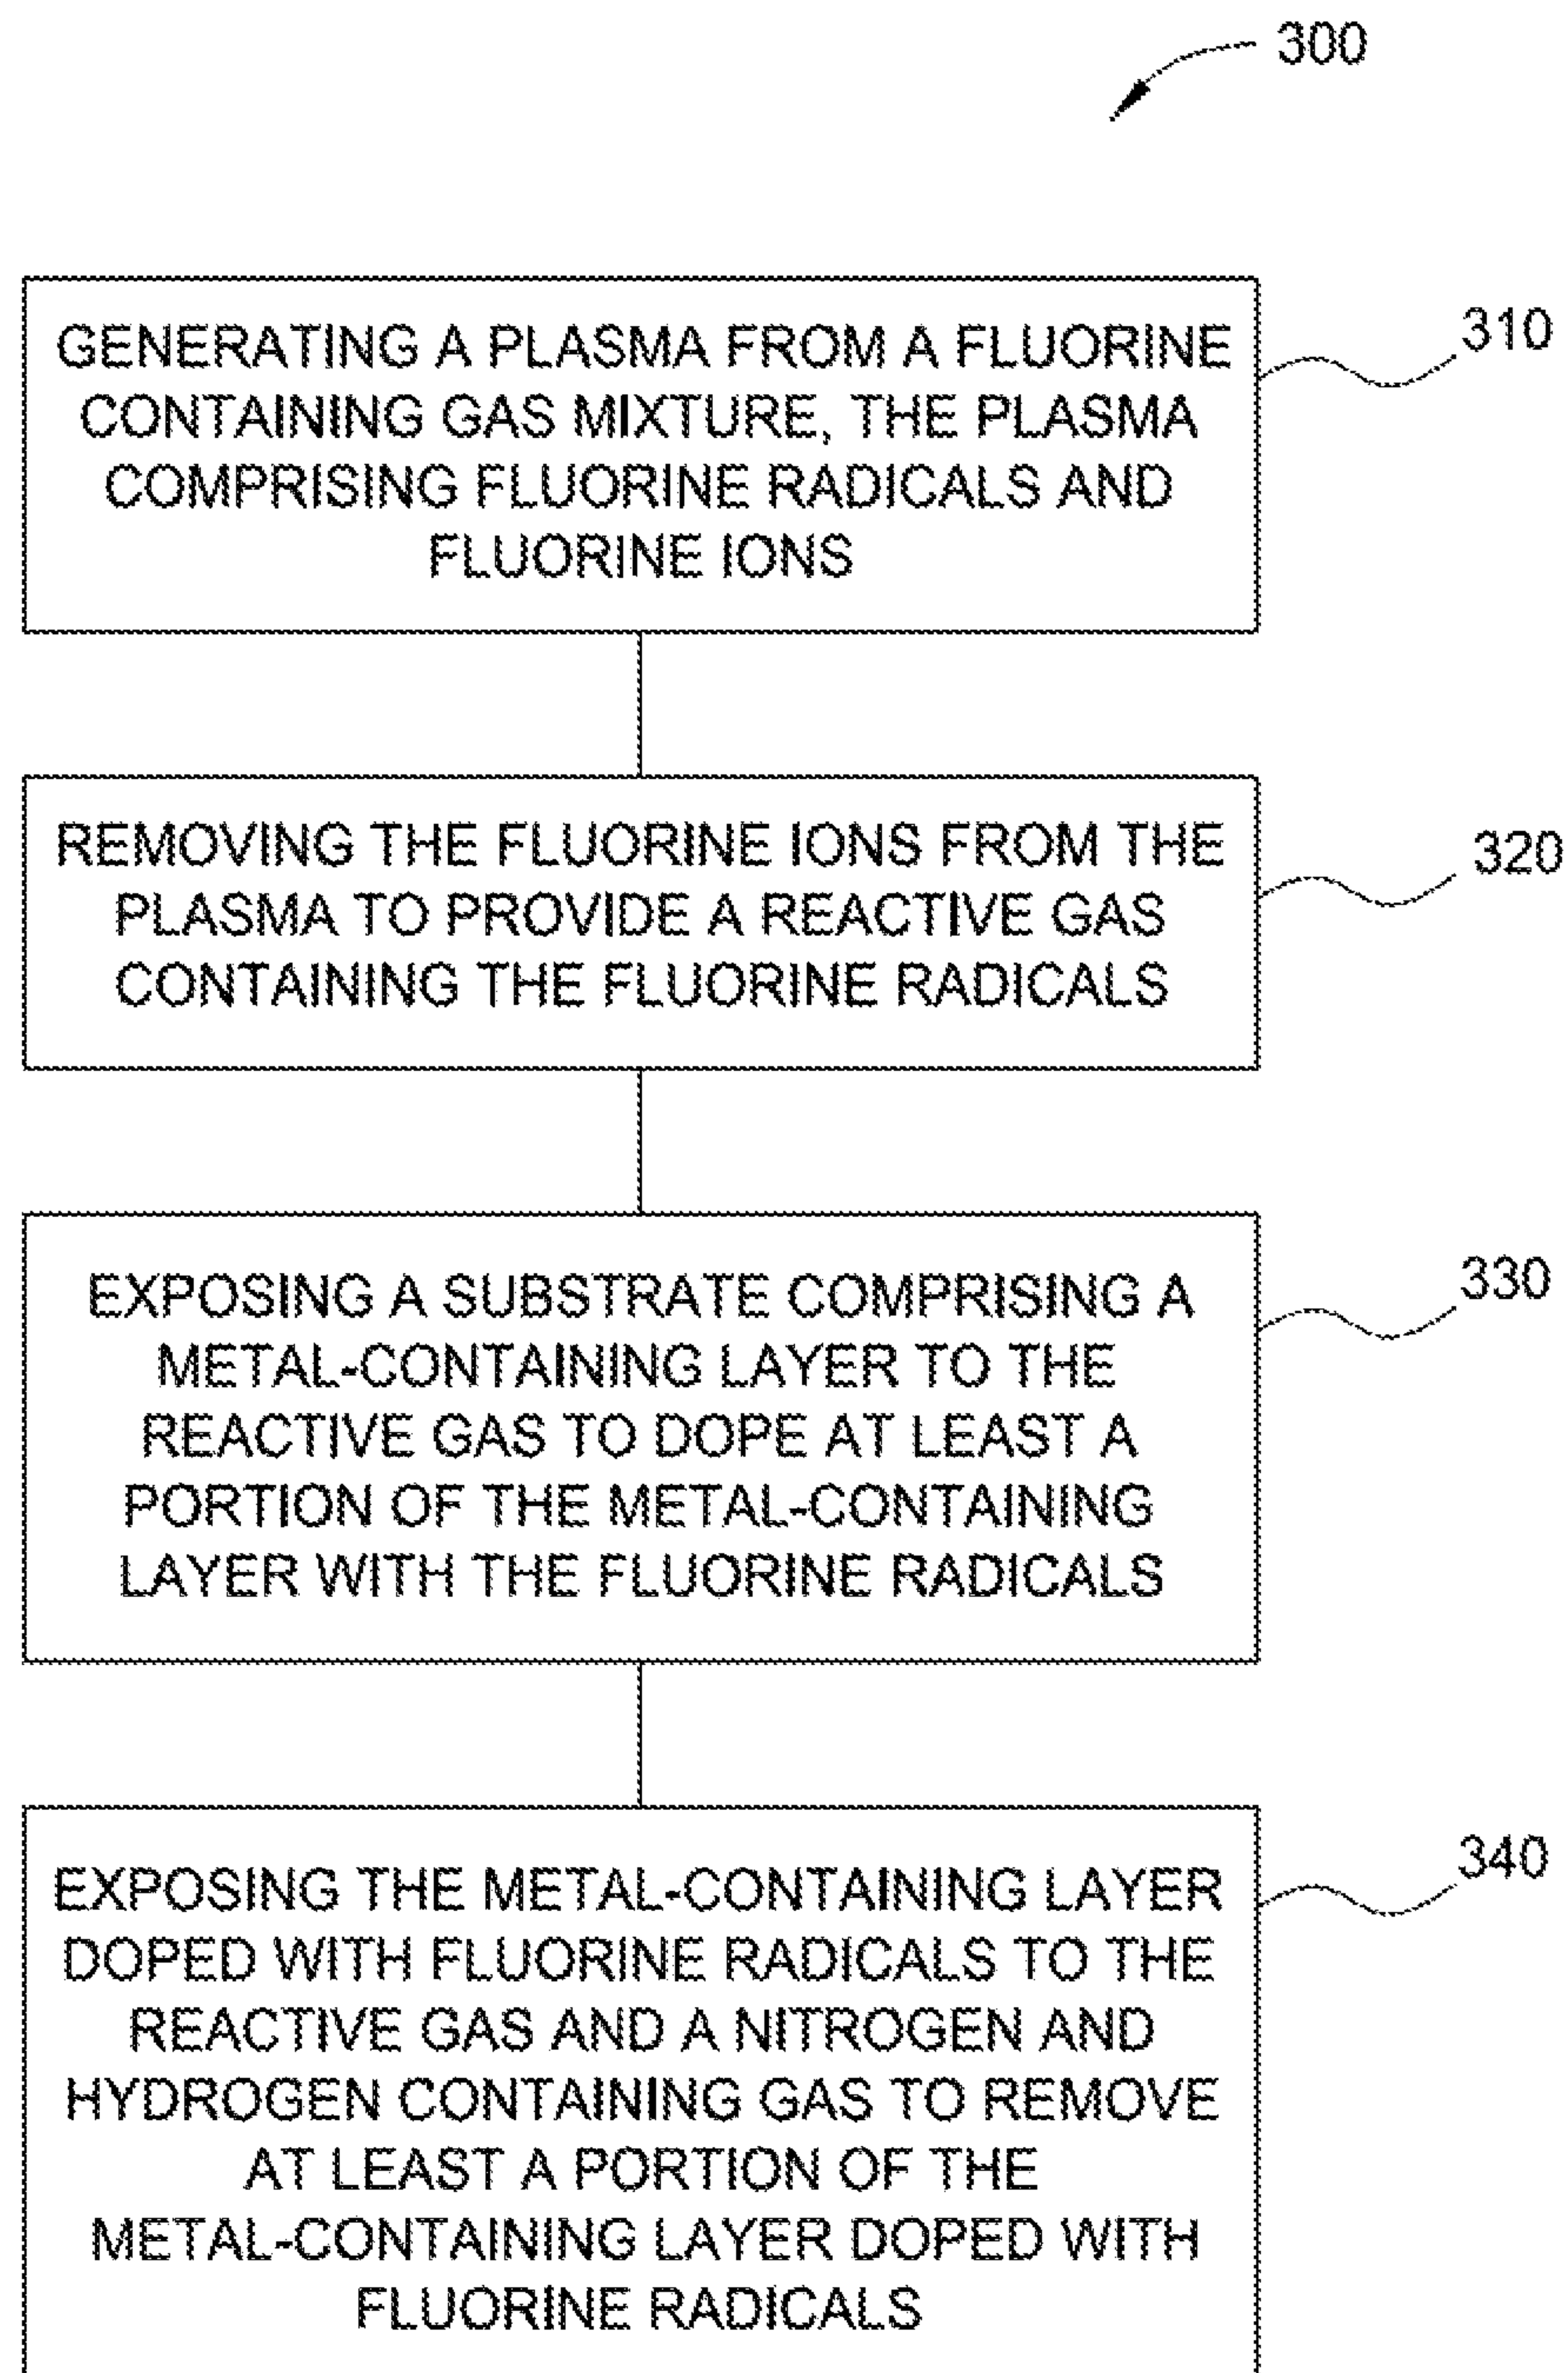 300
GENERATING A PLASMA FROM A FLUORINE
CONTAINING GAS MIXTURE, THE PLASMA
COMPRISING FLUORINE RADICALS AND
FLUORINE IONS
310
REMOVING THE FLUORINE IONS FROM THE
PLASMA TO PROVIDE A REACTIVE GAS
CONTAINING THE FLUORINE RADICALS
320
EXPOSING A SUBSTRATE COMPRISING A
METAL-CONTAINING LAYER TO THE
REACTIVE GAS TO DOPE AT LEAST A
PORTION OF THE METAL-CONTAINING
LAYER WITH THE FLUORINE RADICALS
330
EXPOSING THE METAL-CONTAINING LAYER
DOPED WITH FLUORINE RADICALS TO THE
REACTIVE GAS AND A NITROGEN AND
HYDROGEN CONTAINING GAS TO REMOVE
AT LEAST A PORTION OF THE
METAL-CONTAINING LAYER DOPED WITH
FLUORINE RADICALS
340